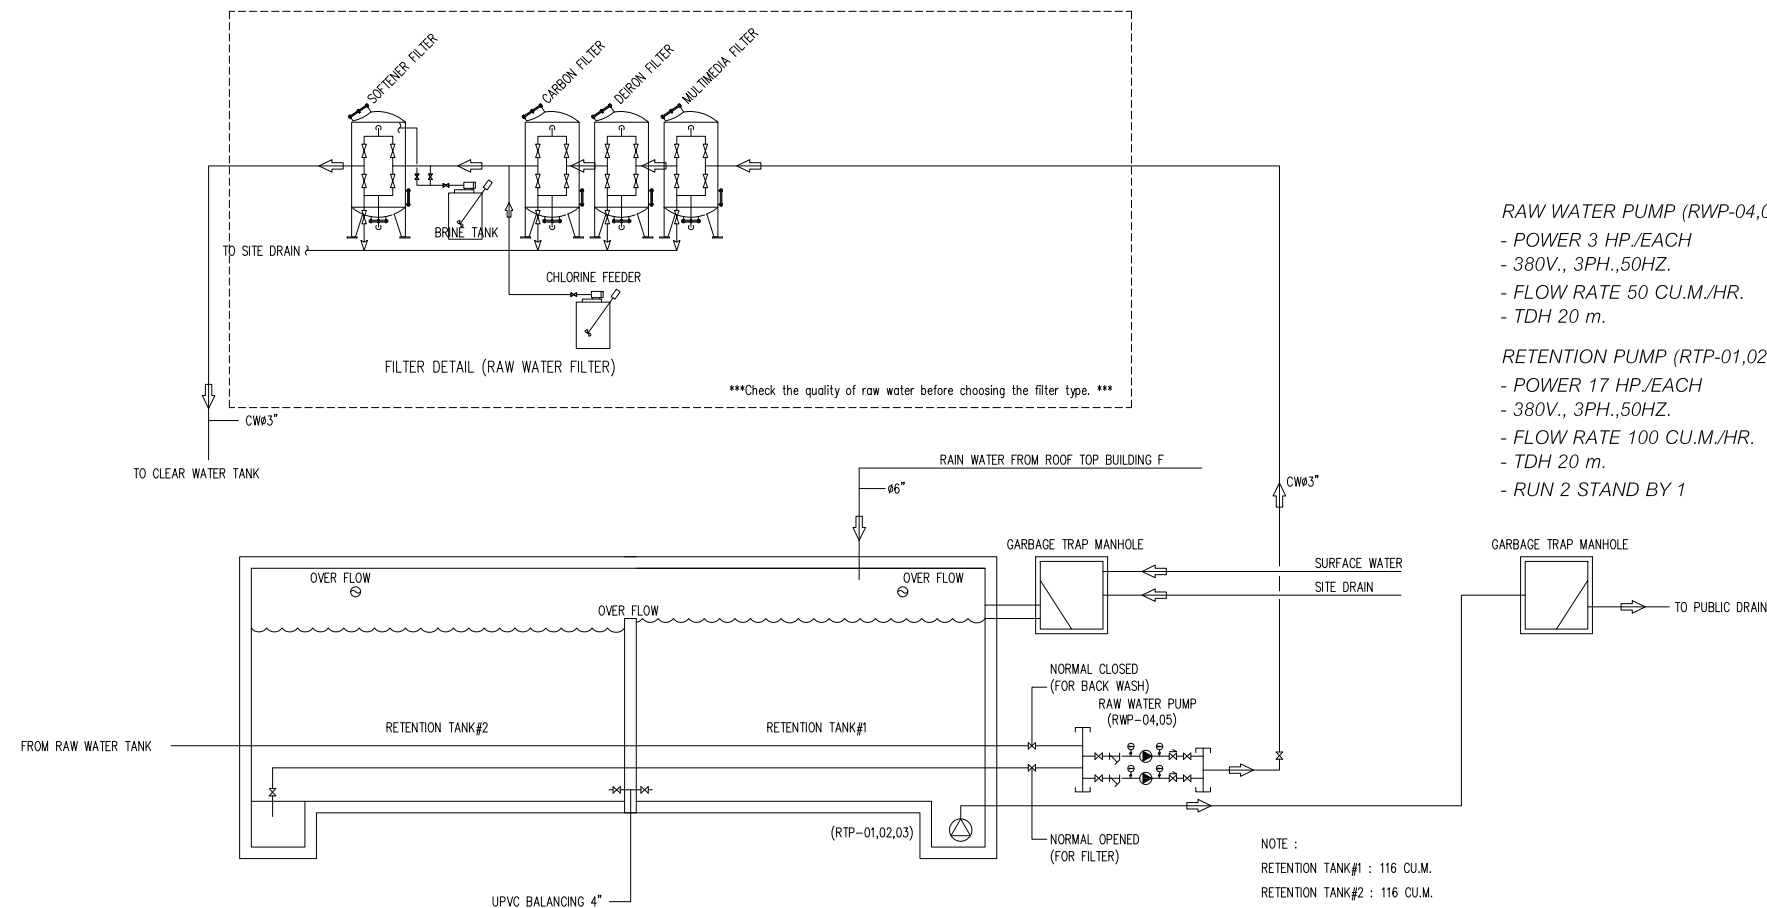 SOFTENER FILTER
CARBON FILTER
DEIRON FILTER
MULTIMEDIA FILTER
BRINE TANK
TO SITE DRAIN
CHLORINE FEEDER
FILTER DETAIL (RAW WATER FILTER)
***Check the quality of raw water before choosing the filter type. ***
CWø3"
TO CLEAR WATER TANK
RAW WATER PUMP (RWP-04,0
- POWER 3 HP./EACH
- 380V., 3PH.,50HZ.
- FLOW RATE 50 CU.M./HR.
- TDH 20 m.
RETENTION PUMP (RTP-01,02
- POWER 17 HP./EACH
- 380V., 3PH.,50HZ.
- FLOW RATE 100 CU.M./HR.
- TDH 20 m.
- RUN 2 STAND BY 1
RAIN WATER FROM ROOF TOP BUILDING F
ø6"
CWø3"
GARBAGE TRAP MANHOLE
GARBAGE TRAP MANHOLE
SURFACE WATER
SITE DRAIN
TO PUBLIC DRAIN
OVER FLOW
OVER FLOW
OVER FLOW
NORMAL CLOSED
(FOR BACK WASH)
RAW WATER PUMP
(RWP-04,05)
RETENTION TANK#2
RETENTION TANK#1
FROM RAW WATER TANK
(RTP-01,02,03)
NORMAL OPENED
(FOR FILTER)
UPVC BALANCING 4"
NOTE :
RETENTION TANK#1 : 116 CU.M.
RETENTION TANK#2 : 116 CU.M.